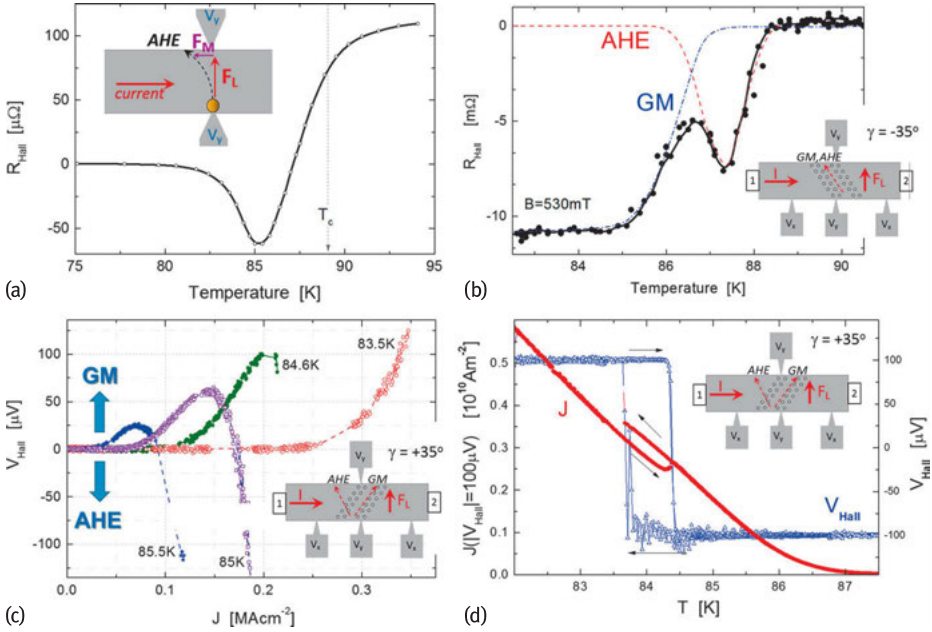 100
50
0
-50
R_Hall [μΩ]
75 80 85 90 95
Temperature [K]
V_y
AHE F_M
F_L
current
V_y
T_c
(a)
0
-5
-10
R_Hall [mΩ]
84 86 88 90
Temperature [K]
AHE
GM
B=530mT
γ = -35°
V_y
GM,AHE
1 I F_L 2
V_x V_y V_x
(b)
100
50
0
-50
-100
V_Hall [μV]
0.0 0.1 0.2 0.3
J [MAcm⁻²]
GM
AHE
83.5K
84.6K
85.5K
85K
γ = +35°
V_y
AHE GM
1 I F_L 2
V_x V_y V_x
(c)
0.5
0.4
0.3
0.2
0.1
0.0
J(|V_Hall|=100μV) [10¹⁰Am⁻²]
83 84 85 86 87
T [K]
100
50
0
-50
-100
V_Hall [μV]
J
V_Hall
γ = +35°
V_y
AHE GM
1 I F_L 2
V_x V_y V_x
(d)